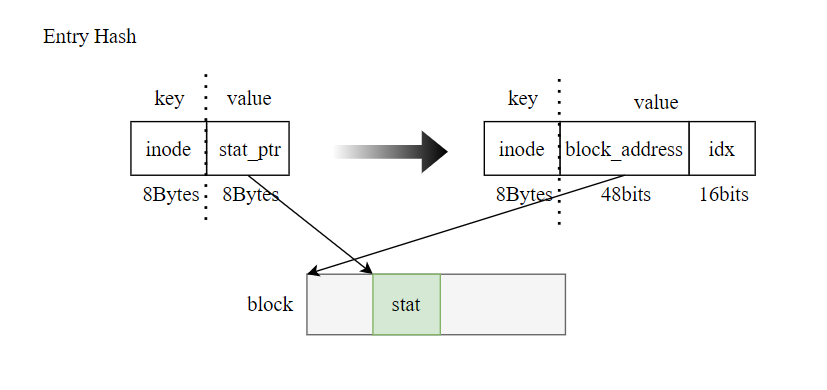 Entry Hash
key value
inode stat_ptr
8Bytes 8Bytes
key value
inode block_address idx
8Bytes 48bits 16bits
block stat